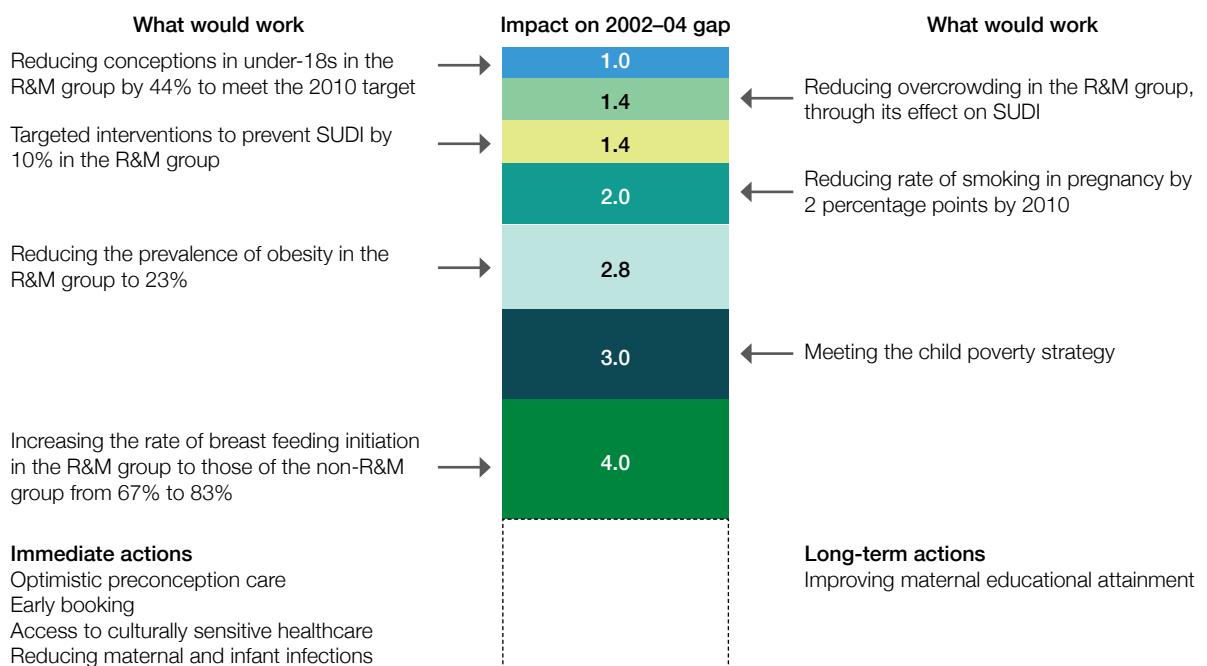 What would work
Impact on 2002–04 gap
What would work
Reducing conceptions in under-18s in the
R&M group by 44% to meet the 2010 target
1.0
1.4
Reducing overcrowding in the R&M group,
through its effect on SUDI
Targeted interventions to prevent SUDI by
10% in the R&M group
1.4
2.0
Reducing rate of smoking in pregnancy by
2 percentage points by 2010
Reducing the prevalence of obesity in the
R&M group to 23%
2.8
3.0
Meeting the child poverty strategy
Increasing the rate of breast feeding initiation
in the R&M group to those of the non-R&M
group from 67% to 83%
4.0
Immediate actions
Optimistic preconception care
Early booking
Access to culturally sensitive healthcare
Reducing maternal and infant infections
Long-term actions
Improving maternal educational attainment